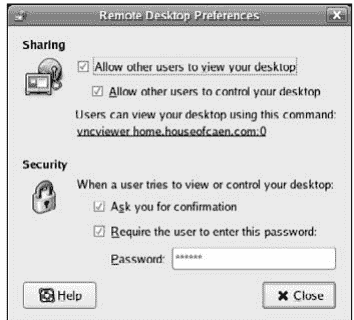 Remote Desktop Preferences
Sharing
Allow other users to view your desktop
Allow other users to control your desktop
Users can view your desktop using this command:
vncviewer home.houseofcaen.com:0
Security
When a user tries to view or control your desktop:
Ask you for confirmation
Require the user to enter this password:
Password: ******
Help
Close